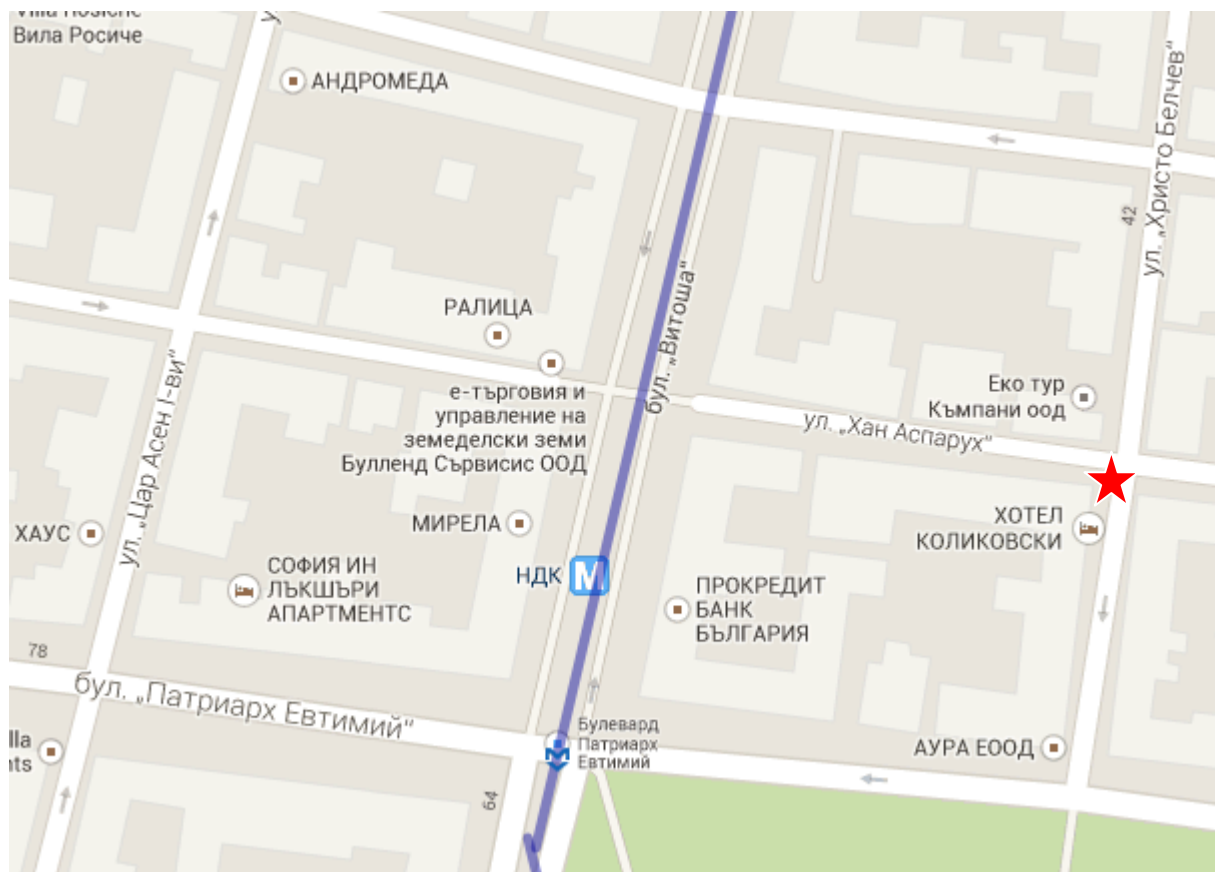 Вила Росиче
АНДРОМЕДА
ул. „Христо Белчев“
42
бул. „Витоша“
РАЛИЦА
е-търговия и
управление на
земеделски земи
Булленд Сървисис ООД
Еко тур
Къмпани оод
ул. „Хан Аспарух“
ул. „Цар Асен I-ви“
ХАУС
МИРЕЛА
ХОТЕЛ
КОЛИКОВСКИ
СОФИЯ ИН
ЛЪКШЪРИ
АПАРТМЕНТС
НДК
M
ПРОКРЕДИТ
БАНК
БЪЛГАРИЯ
78
бул. „Патриарх Евтимий“
Булевард
Патриарх
Евтимий
АУРА ЕООД
64